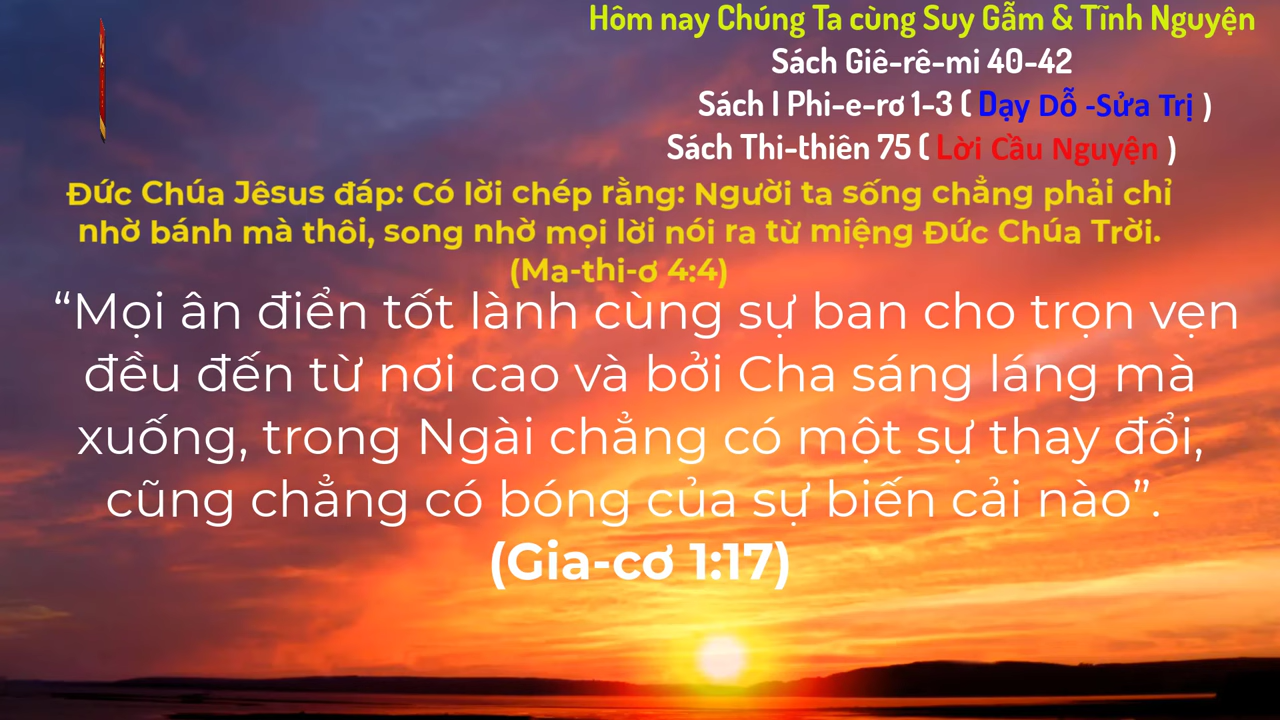 Hôm nay Chúng Ta cùng Suy Gẫm & Tĩnh Nguyện
Sách Giê-rê-mi 40-42
Sách I Phi-e-rơ 1-3 ( Dạy Dỗ -Sửa Trị )
Sách Thi-thiên 75 ( Lời Cầu Nguyện )
Đức Chúa Jêsus đáp: Có lời chép rằng: Người ta sống chẳng phải chỉ
nhờ bánh mà thôi, song nhờ mọi lời nói ra từ miệng Đức Chúa Trời.
(Ma-thi-ơ 4:4)
“Mọi ân điển tốt lành cùng sự ban cho trọn vẹn
đều đến từ nơi cao và bởi Cha sáng láng mà
xuống, trong Ngài chẳng có một sự thay đổi,
cũng chẳng có bóng của sự biến cải nào”.
(Gia-cơ 1:17)